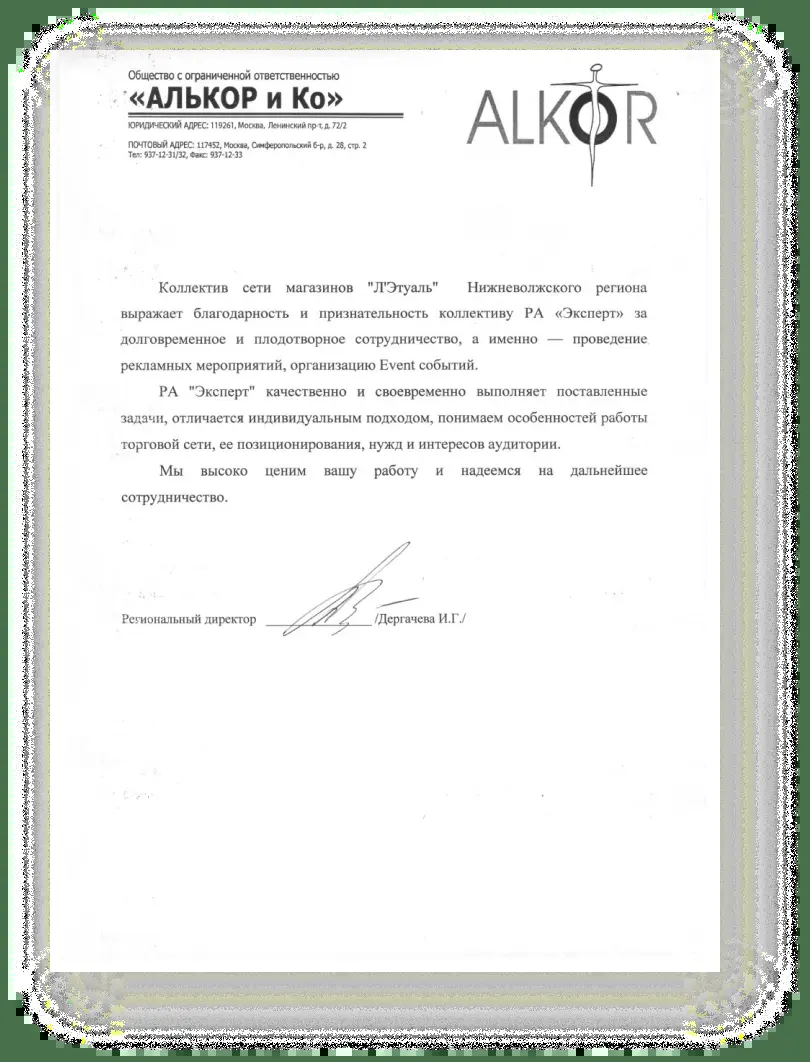 Общество с ограниченной ответственностью
«АЛЬКОР и Ко»
ЮРИДИЧЕСКИЙ АДРЕС: 119261, Москва, Ленинский пр-т, д. 72/2
ПОЧТОВЫЙ АДРЕС: 117452, Москва, Симферопольский б-р, д. 28, стр. 2
Тел: 937-12-31/32, Факс: 937-12-33
ALKOR
Коллектив сети магазинов "Л'Этуаль" Нижневолжского региона
выражает благодарность и признательность коллективу РА «Эксперт» за
долговременное и плодотворное сотрудничество, а именно — проведение
рекламных мероприятий, организацию Event событий.
РА "Эксперт" качественно и своевременно выполняет поставленные
задачи, отличается индивидуальным подходом, понимаем особенностей работы
торговой сети, ее позиционирования, нужд и интересов аудитории.
Мы высоко ценим вашу работу и надеемся на дальнейшее
сотрудничество.
Региональный директор /Дергачева И.Г./